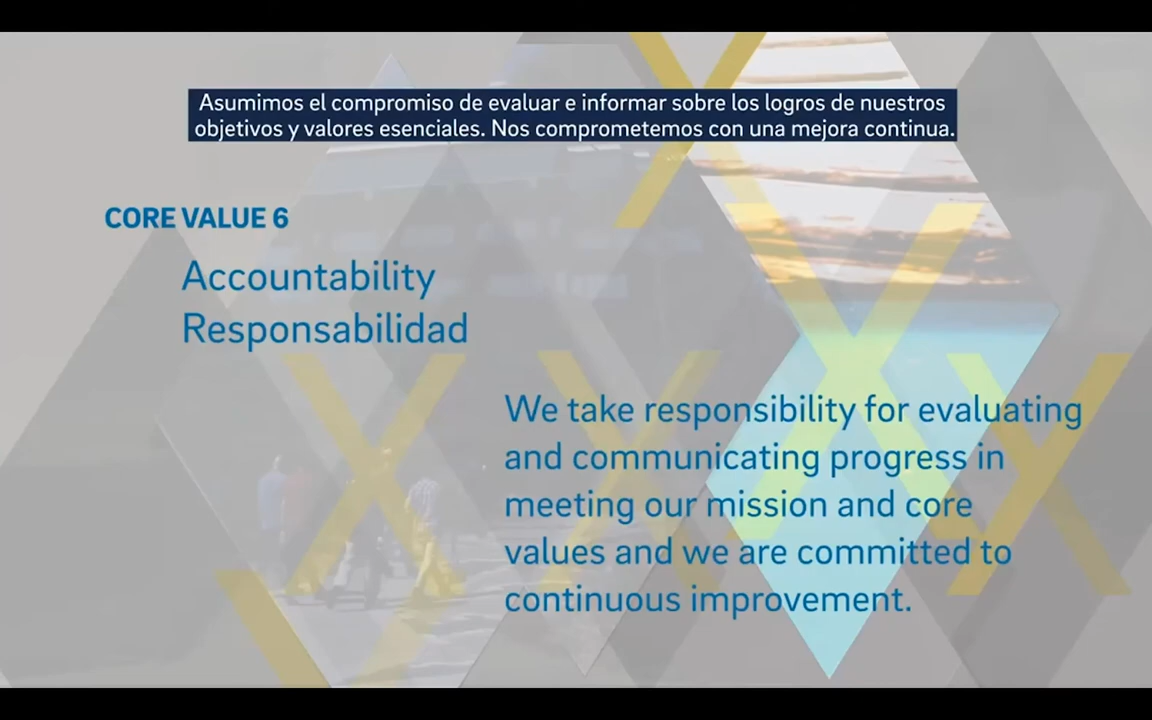 Asumimos el compromiso de evaluar e informar sobre los logros de nuestros
objetivos y valores esenciales. Nos comprometemos con una mejora continua.
CORE VALUE 6
Accountability
Responsabilidad
We take responsibility for evaluating
and communicating progress in
meeting our mission and core
values and we are committed to
continuous improvement.